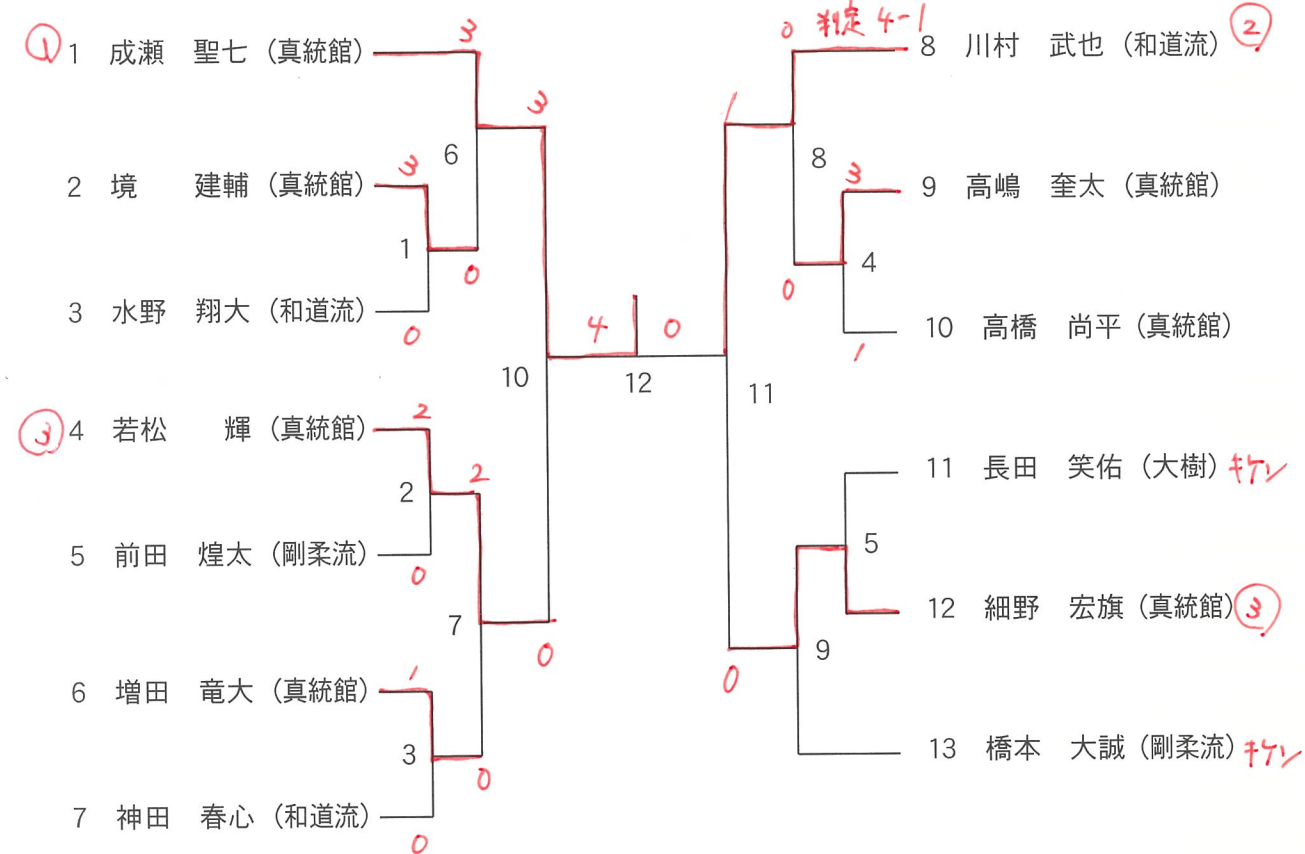 ① 1 成瀬 聖七 (真統館) 3
3
6
2 境 建輔 (真統館) 3
1
0
3 水野 翔大 (和道流) 0
③ 4 若松 輝 (真統館) 2
2
2
5 前田 煌太 (剛柔流) 0
7
0
6 増田 竜大 (真統館) 1
3
0
7 神田 春心 (和道流) 0
10
4 0
12
11
0 判定 4-1
8 川村 武也 (和道流) ②
1
8
3
9 高嶋 奎太 (真統館)
4
0
10 高橋 尚平 (真統館)
1
11 長田 笑佑 (大樹) キケン
5
12 細野 宏旗 (真統館) ③
9
0
13 橋本 大誠 (剛柔流) キケン